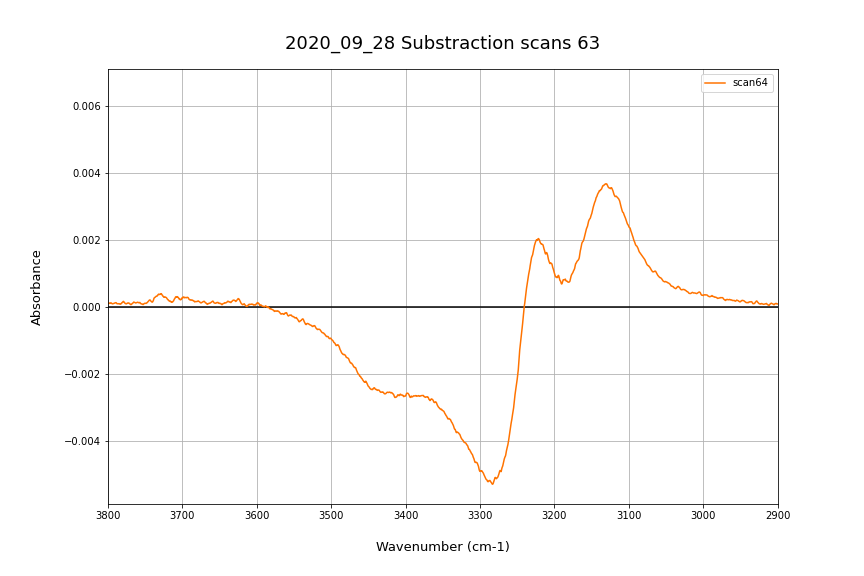 2020_09_28 Substraction scans 63
scan64
0.006
0.004
0.002
0.000
−0.002
−0.004
Absorbance
3800 3700 3600 3500 3400 3300 3200 3100 3000 2900
Wavenumber (cm-1)